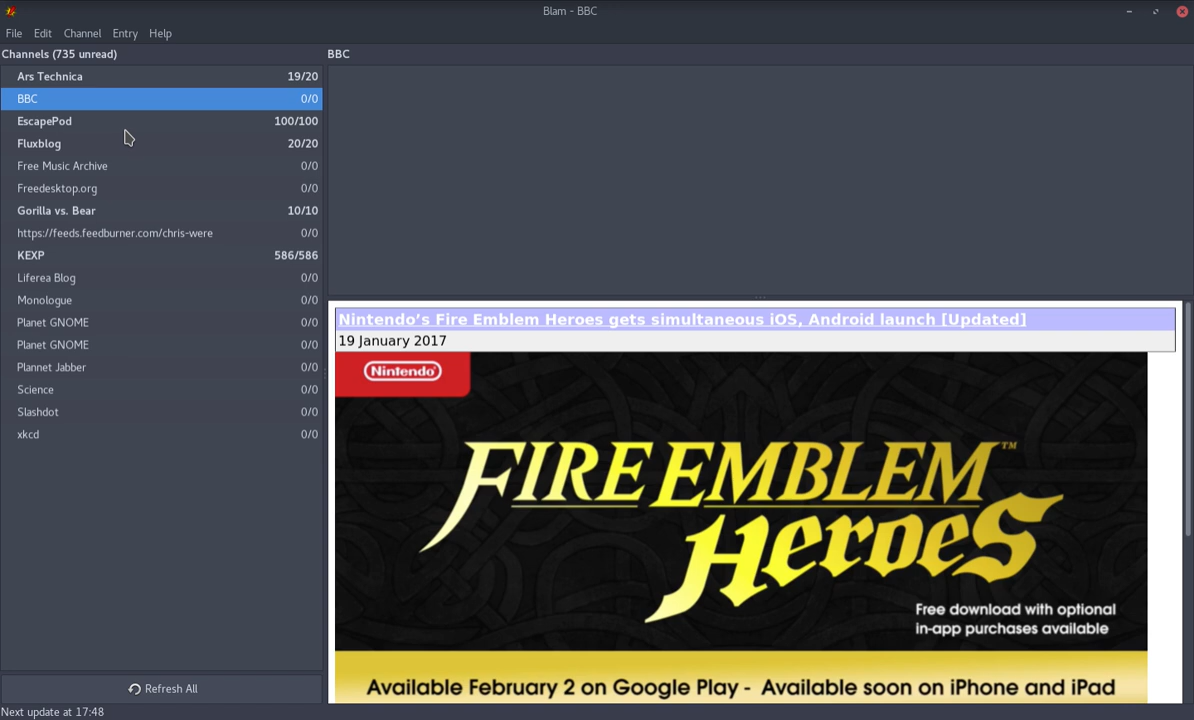 Blam - BBC
File Edit Channel Entry Help
Channels (735 unread)
Ars Technica 19/20
BBC 0/0
EscapePod 100/100
Fluxblog 20/20
Free Music Archive 0/0
Freedesktop.org 0/0
Gorilla vs. Bear 10/10
https://feeds.feedburner.com/chris-were 0/0
KEXP 586/586
Liferea Blog 0/0
Monologue 0/0
Planet GNOME 0/0
Planet GNOME 0/0
Plannet Jabber 0/0
Science 0/0
Slashdot 0/0
xkcd 0/0
Refresh All
Next update at 17:48
BBC
Nintendo’s Fire Emblem Heroes gets simultaneous iOS, Android launch [Updated]
19 January 2017
Nintendo
FIRE EMBLEM™
Heroes
Free download with optional
in-app purchases available
Available February 2 on Google Play - Available soon on iPhone and iPad